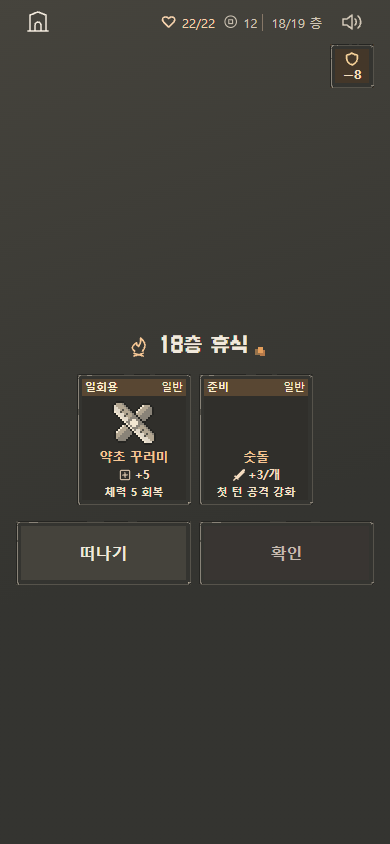 22/22 12 18/19 층
−8
18층 휴식
일회용 일반
약초 꾸러미
+5
체력 5 회복
준비 일반
숫돌
+3/개
첫 턴 공격 강화
떠나기
확인